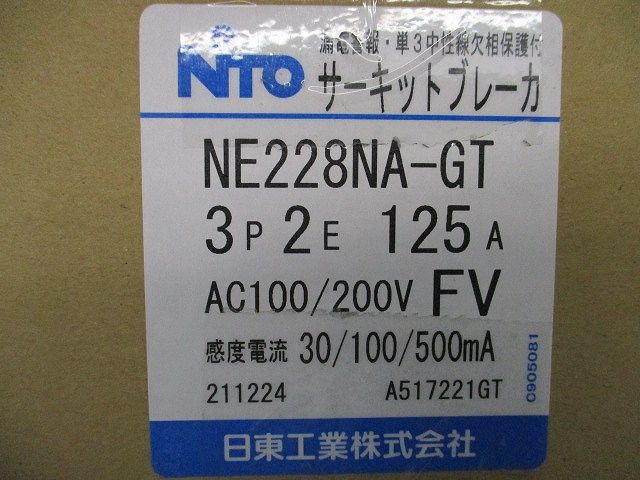 漏電警報・単3中性線欠相保護付
NTO サーキットブレーカ
NE228NA-GT
3P 2E 125A
AC100/200V FV
感度電流 30/100/500mA
211224 A517221GT
C905081
日東工業株式会社